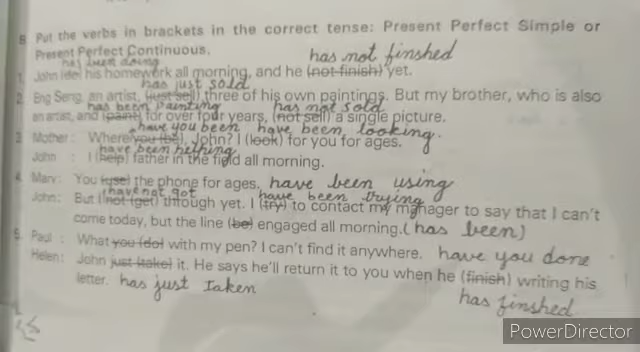 B Put the verbs in brackets in the correct tense: Present Perfect Simple or
Present Perfect Continuous.
has been doing has not finshed
1. John (do) his homework all morning, and he (not finish) yet.
has just sold
2. Eng Seng, an artist, (just sell) three of his own paintings. But my brother, who is also
has been painting has not sold
an artist, and (paint) for over four years, (not sell) a single picture.
have you been have been looking.
3. Mother: Where (you (be), John? I (look) for you for ages.
have been helping
John : I (help) father in the field all morning.
4. Mary: You (use) the phone for ages. have been using
have not got have been trying
John: But I (not (get) through yet. I (try) to contact my manager to say that I can't
come today, but the line (be) engaged all morning. (has been)
5. Paul : What you (do) with my pen? I can't find it anywhere. have you done
Helen: John just (take) it. He says he'll return it to you when he (finish) writing his
letter. has just taken has finshed
PowerDirector